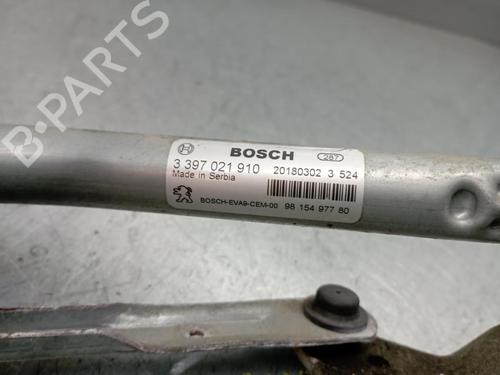 B-PARTS
BOSCH 287
3 397 021 910 20180302 3 524
Made in Serbia
BOSCH-EVA9-CEM-00 98 154 977 80